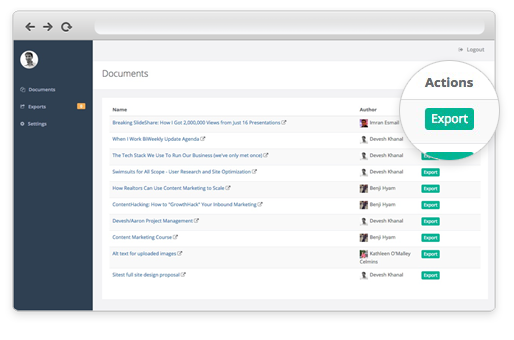 Logout
Documents
Exports
Settings
Documents
Name Author Actions
Breaking SlideShare: How I Got 2,000,000 Views from Just 16 Presentations Imran Esmail Export
When I Work BiWeekly Update Agenda Devesh Khanal
The Tech Stack We Use To Run Our Business (we've only met once) Devesh Khanal Export
Swimsuits for All Scope - User Research and Site Optimization Devesh Khanal Export
How Realtors Can Use Content Marketing to Scale Benji Hyam Export
ContentHacking: How to "GrowthHack" Your Inbound Marketing Benji Hyam Export
Devesh/Aaron Project Management Devesh Khanal Export
Content Marketing Course Benji Hyam Export
Alt text for uploaded images Kathleen O'Malley Export
Celmins
Sitest full site design proposal Devesh Khanal Export